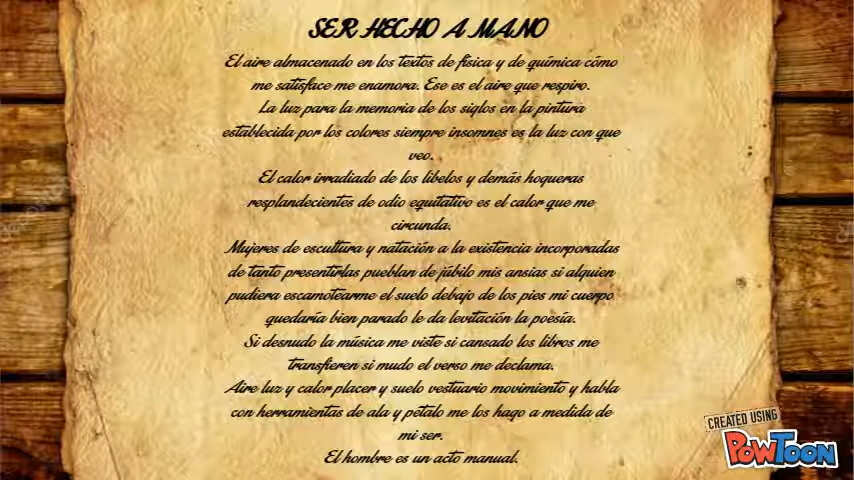 SER HECHO A MANO
El aire almacenado en los textos de física y de química cómo
me satisface me enamora. Ese es el aire que respiro.
La luz para la memoria de los siglos en la pintura
establecida por los colores siempre insomnes es la luz con que
veo.
El calor irradiado de los libelos y demás hogueras
resplandecientes de odio equitativo es el calor que me
circunda.
Mujeres de escultura y natación a la existencia incorporadas
de tanto presentirlas pueblan de júbilo mis ansias si alguien
pudiera escamotearme el suelo debajo de los pies mi cuerpo
quedaría bien parado le da levitación la poesía.
Si desnudo la música me viste si cansado los libros me
transfieren si mudo el verso me declama.
Aire luz y calor placer y suelo vestuario movimiento y habla
con herramientas de ala y pétalo me los hago a medida de
mi ser.
El hombre es un acto manual.
CREATED USING
POWTOON